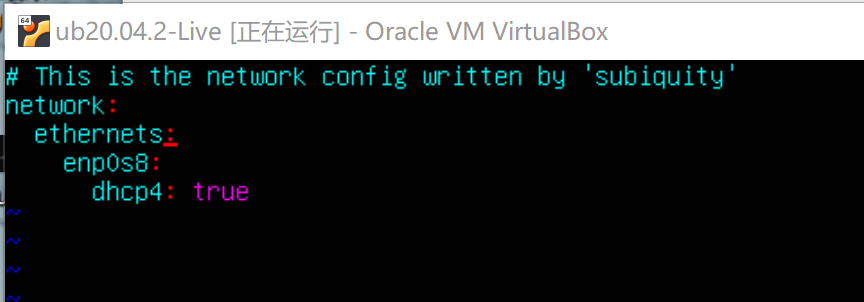 64
ub20.04.2-Live [正在运行] - Oracle VM VirtualBox
# This is the network config written by 'subiquity'
network:
  ethernets:
    enp0s8:
      dhcp4: true
~
~
~
~